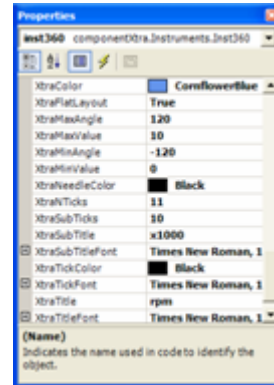 Properties
inst360 componentXtra.Instruments.Inst360
XtraColor CornflowerBlue
XtraFlatLayout True
XtraMaxAngle 120
XtraMaxValue 10
XtraMinAngle -120
XtraMinValue 0
XtraNeedleColor Black
XtraNTicks 11
XtraSubTicks 10
XtraSubTitle x1000
XtraSubTitleFont Times New Roman, 1
XtraTickColor Black
XtraTickFont Times New Roman, 1
XtraTitle rpm
XtraTitleFont Times New Roman, 1
(Name)
Indicates the name used in code to identify the
object.